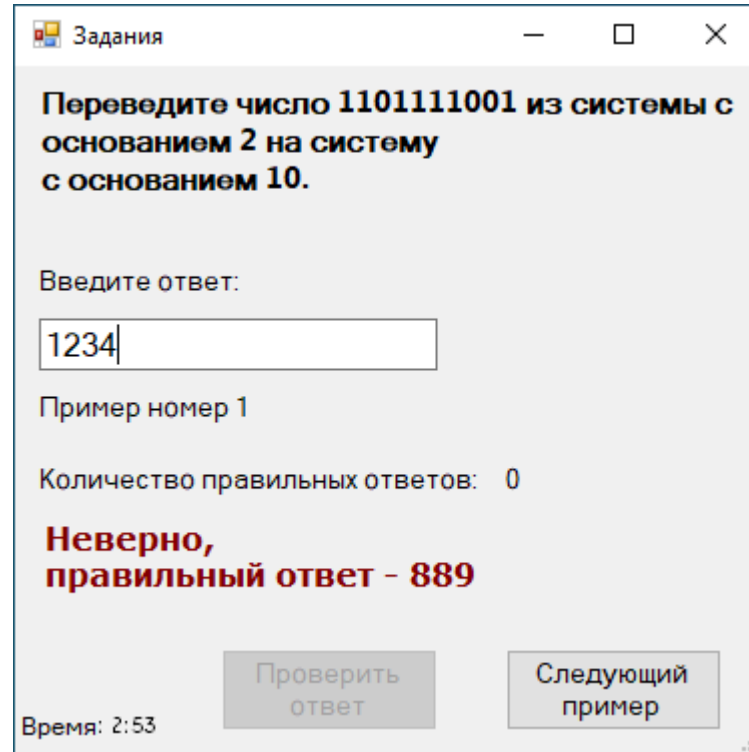 Задания
Переведите число 1101111001 из системы с
основанием 2 на систему
с основанием 10.
Введите ответ:
1234
Пример номер 1
Количество правильных ответов: 0
Неверно,
правильный ответ - 889
Проверить
ответ
Следующий
пример
Время: 2:53